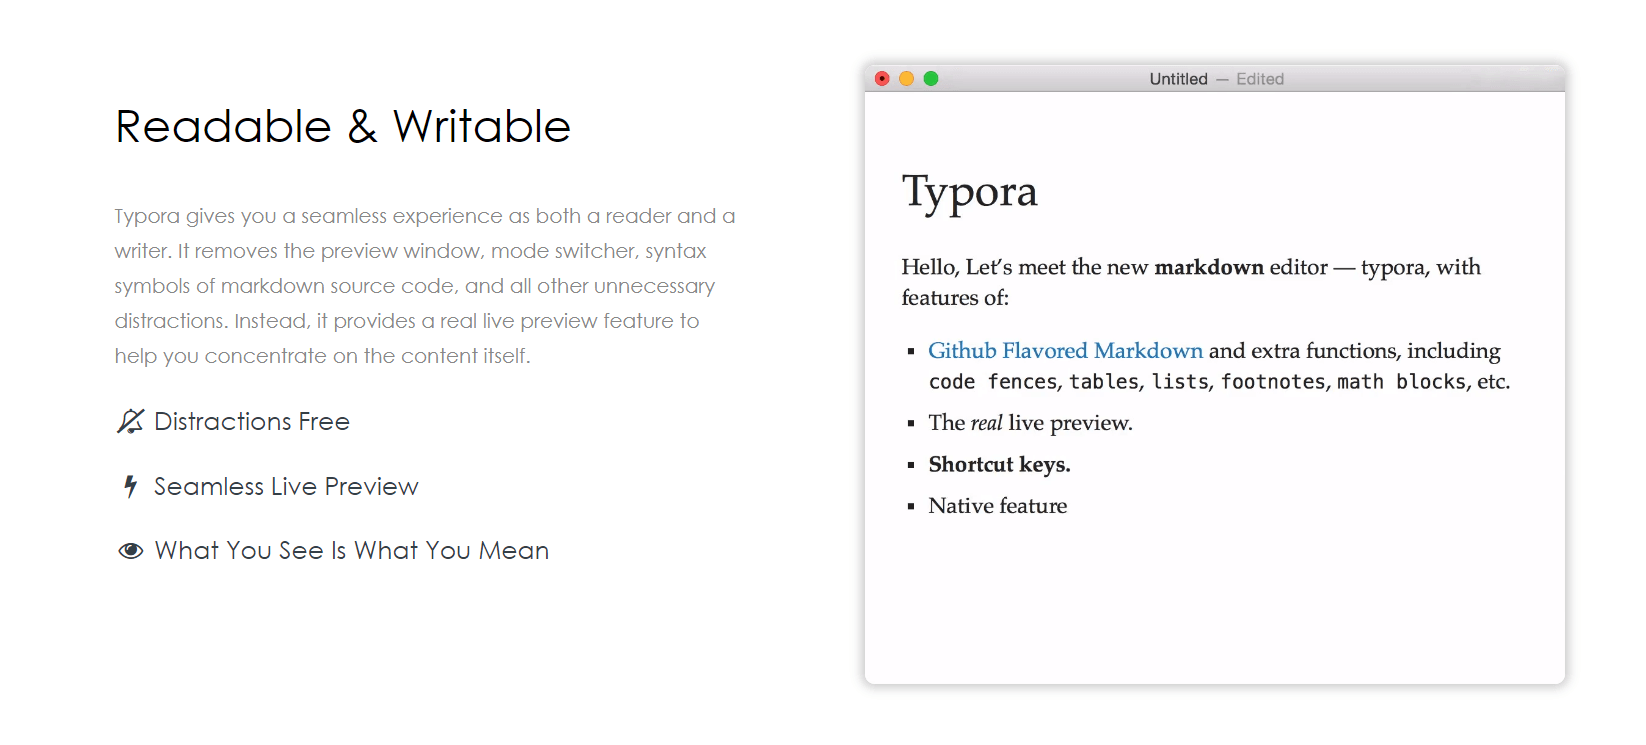 Readable & Writable
Typora gives you a seamless experience as both a reader and a
writer. It removes the preview window, mode switcher, syntax
symbols of markdown source code, and all other unnecessary
distractions. Instead, it provides a real live preview feature to
help you concentrate on the content itself.
Distractions Free
Seamless Live Preview
What You See Is What You Mean
Untitled — Edited
Typora
Hello, Let’s meet the new markdown editor — typora, with
features of:
▪ Github Flavored Markdown and extra functions, including
code fences, tables, lists, footnotes, math blocks, etc.
▪ The real live preview.
▪ Shortcut keys.
▪ Native feature